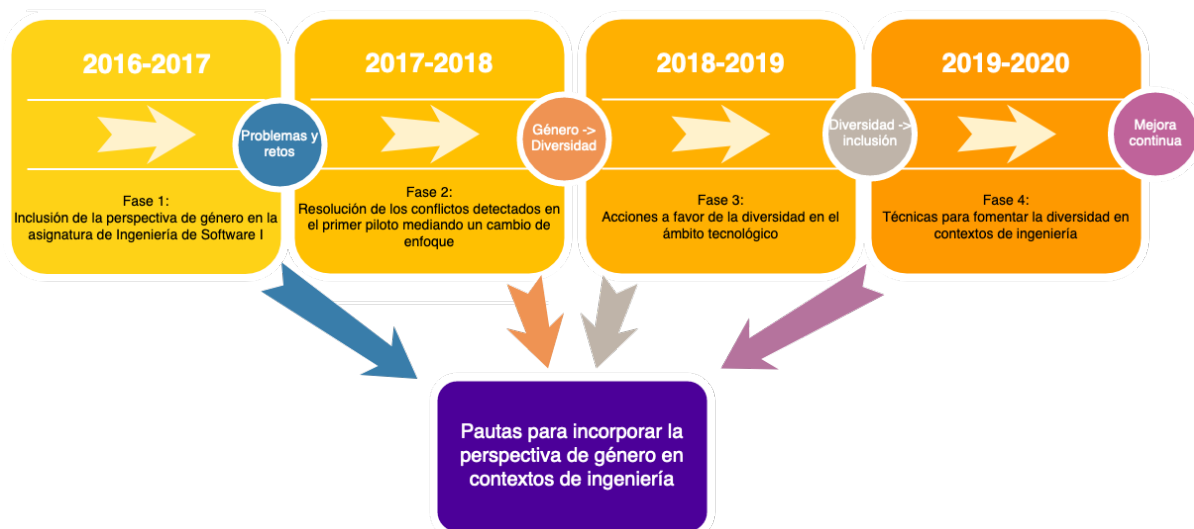 2016-2017
Problemas y
retos
Fase 1:
Inclusión de la perspectiva de género en la
asignatura de Ingeniería de Software I
2017-2018
Género ->
Diversidad
Fase 2:
Resolución de los conflictos detectados en
el primer piloto mediando un cambio de
enfoque
2018-2019
Diversidad ->
inclusión
Fase 3:
Acciones a favor de la diversidad en el
ámbito tecnológico
2019-2020
Mejora
continua
Fase 4:
Técnicas para fomentar la diversidad en
contextos de ingeniería
Pautas para incorporar la
perspectiva de género en
contextos de ingeniería